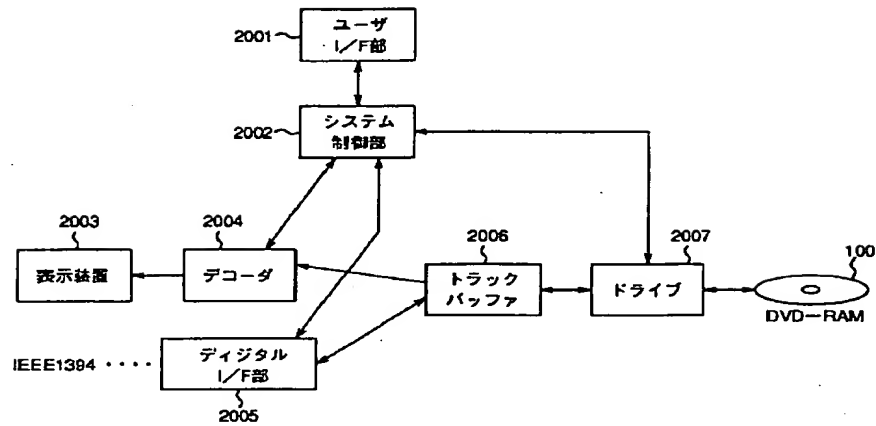 2001
ユーザ
I/F部
2002
システム
制御部
2003
表示装置
2004
デコーダ
2006
トラック
バッファ
2007
ドライブ
100
DVD-RAM
IEEE1394 ・・・・
ディジタル
I/F部
2005